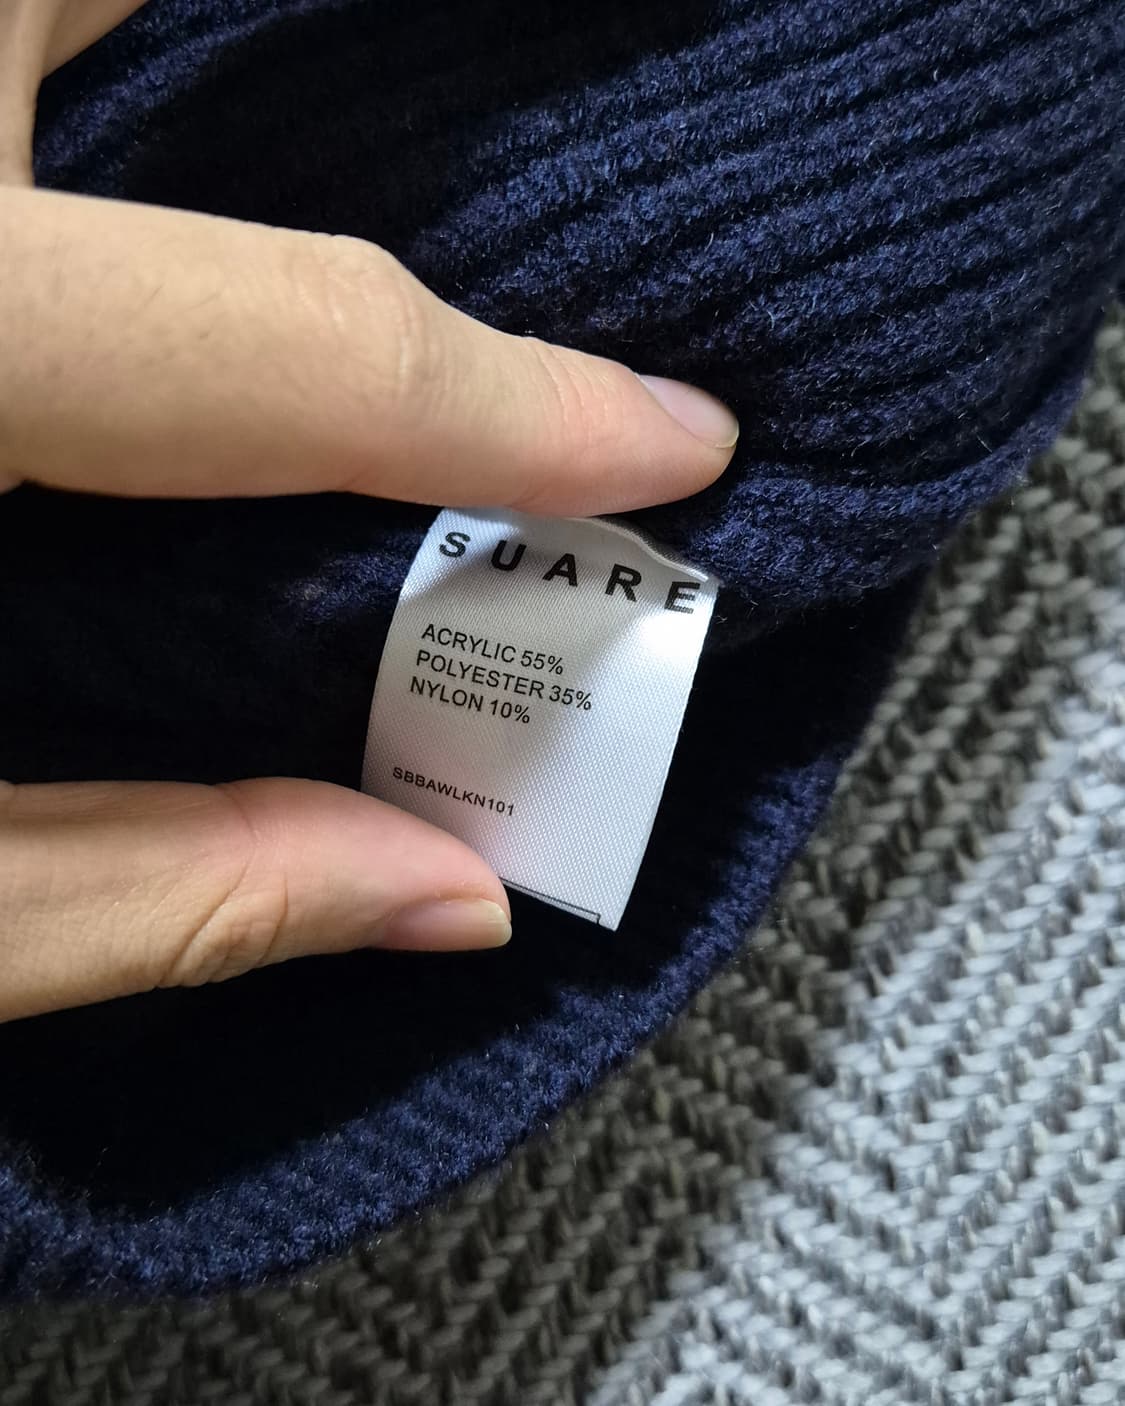 SUARE
ACRYLIC 55%
POLYESTER 35%
NYLON 10%
SBBAWLKN101